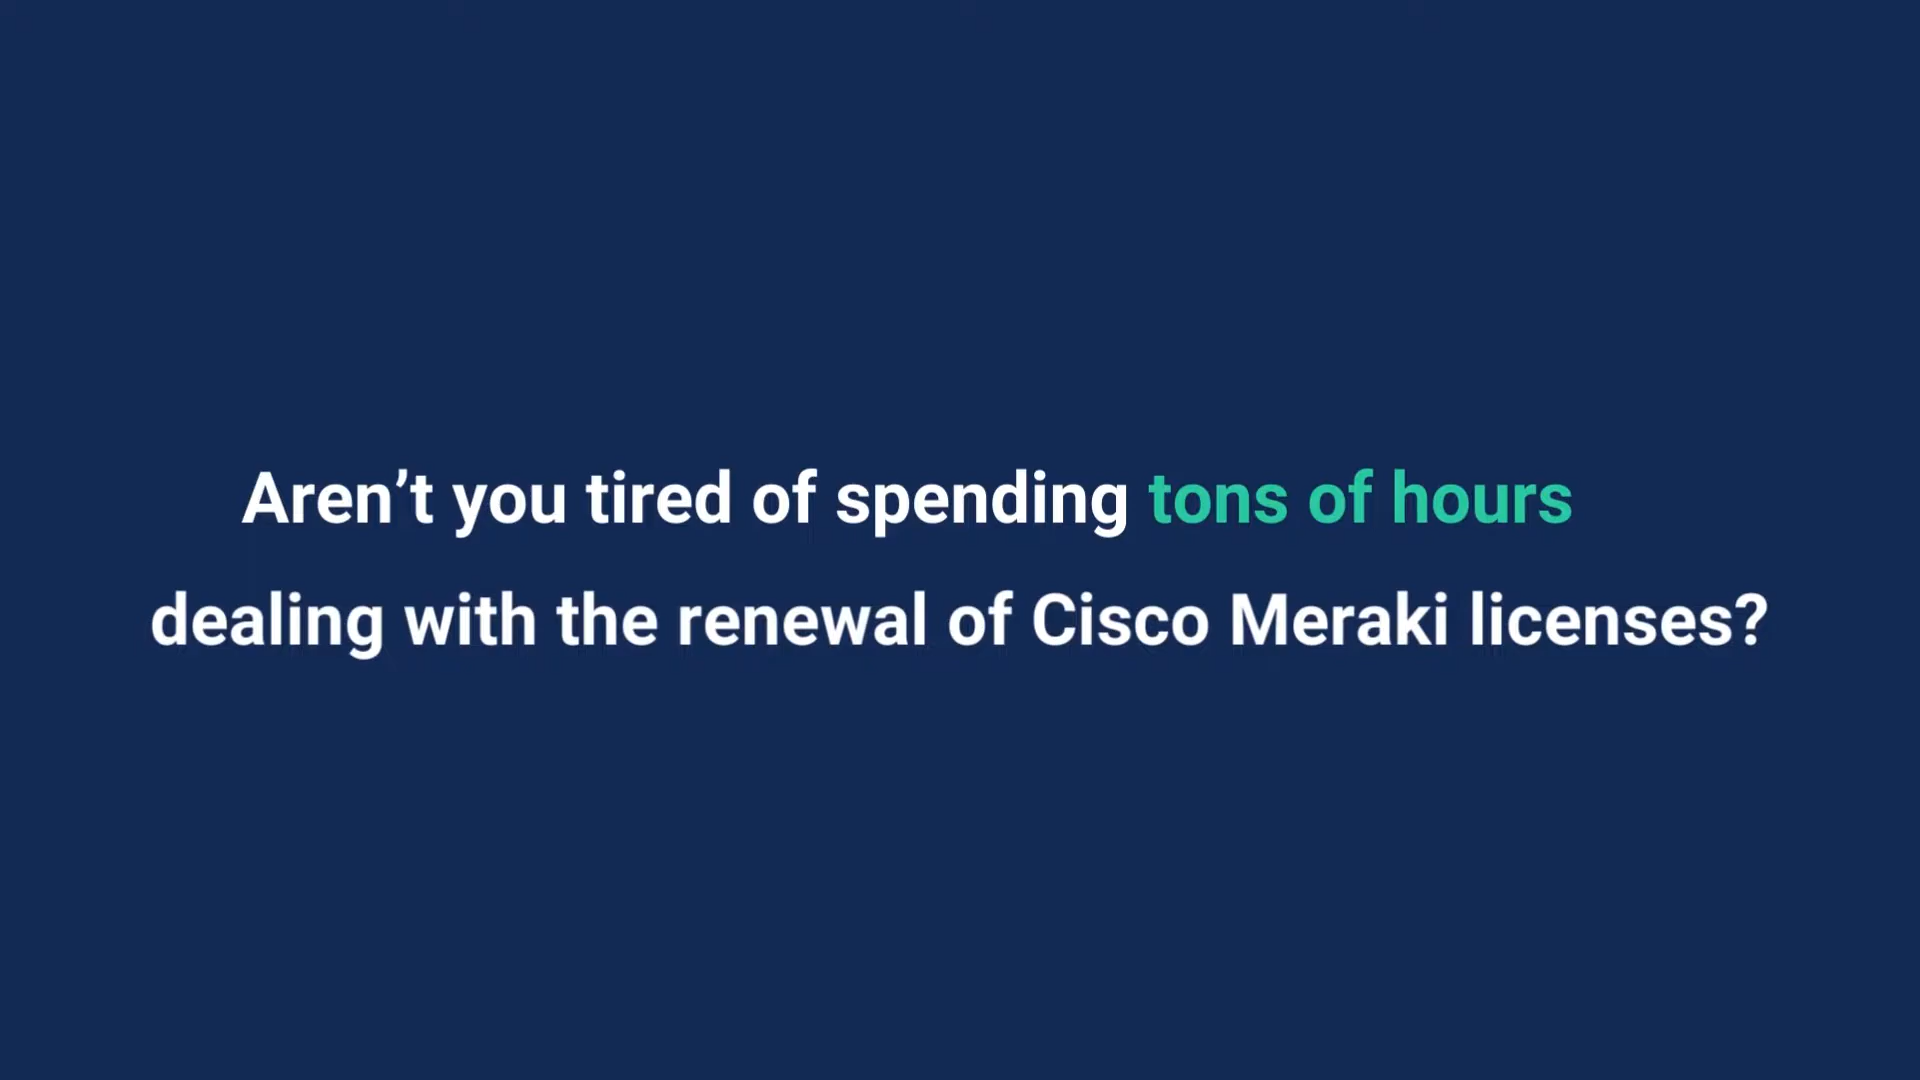 Aren’t you tired of spending tons of hours
dealing with the renewal of Cisco Meraki licenses?